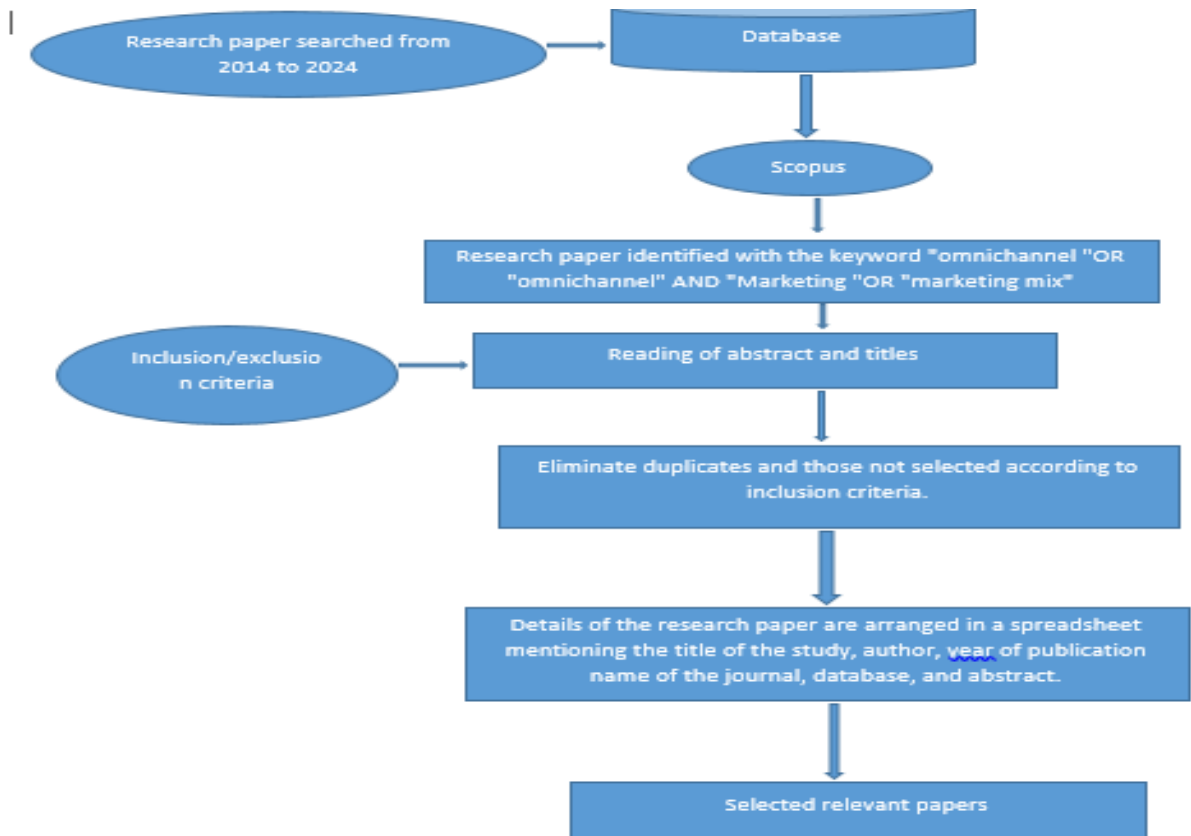 Research paper searched from
2014 to 2024
Database
Scopus
Research paper identified with the keyword "omnichannel "OR
"omnichannel" AND "Marketing "OR "marketing mix"
Inclusion/exclusio
n criteria
Reading of abstract and titles
Eliminate duplicates and those not selected according to
inclusion criteria.
Details of the research paper are arranged in a spreadsheet
mentioning the title of the study, author, year of publication
name of the journal, database, and abstract.
Selected relevant papers